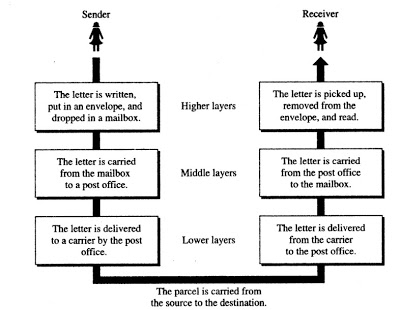 Sender
Receiver
The letter is written,
put in an envelope, and
dropped in a mailbox.
Higher layers
The letter is picked up,
removed from the
envelope, and read.
The letter is carried
from the mailbox
to a post office.
Middle layers
The letter is carried
from the post office
to the mailbox.
The letter is delivered
to a carrier by the post
office.
Lower layers
The letter is delivered
from the carrier
to the post office.
The parcel is carried from
the source to the destination.